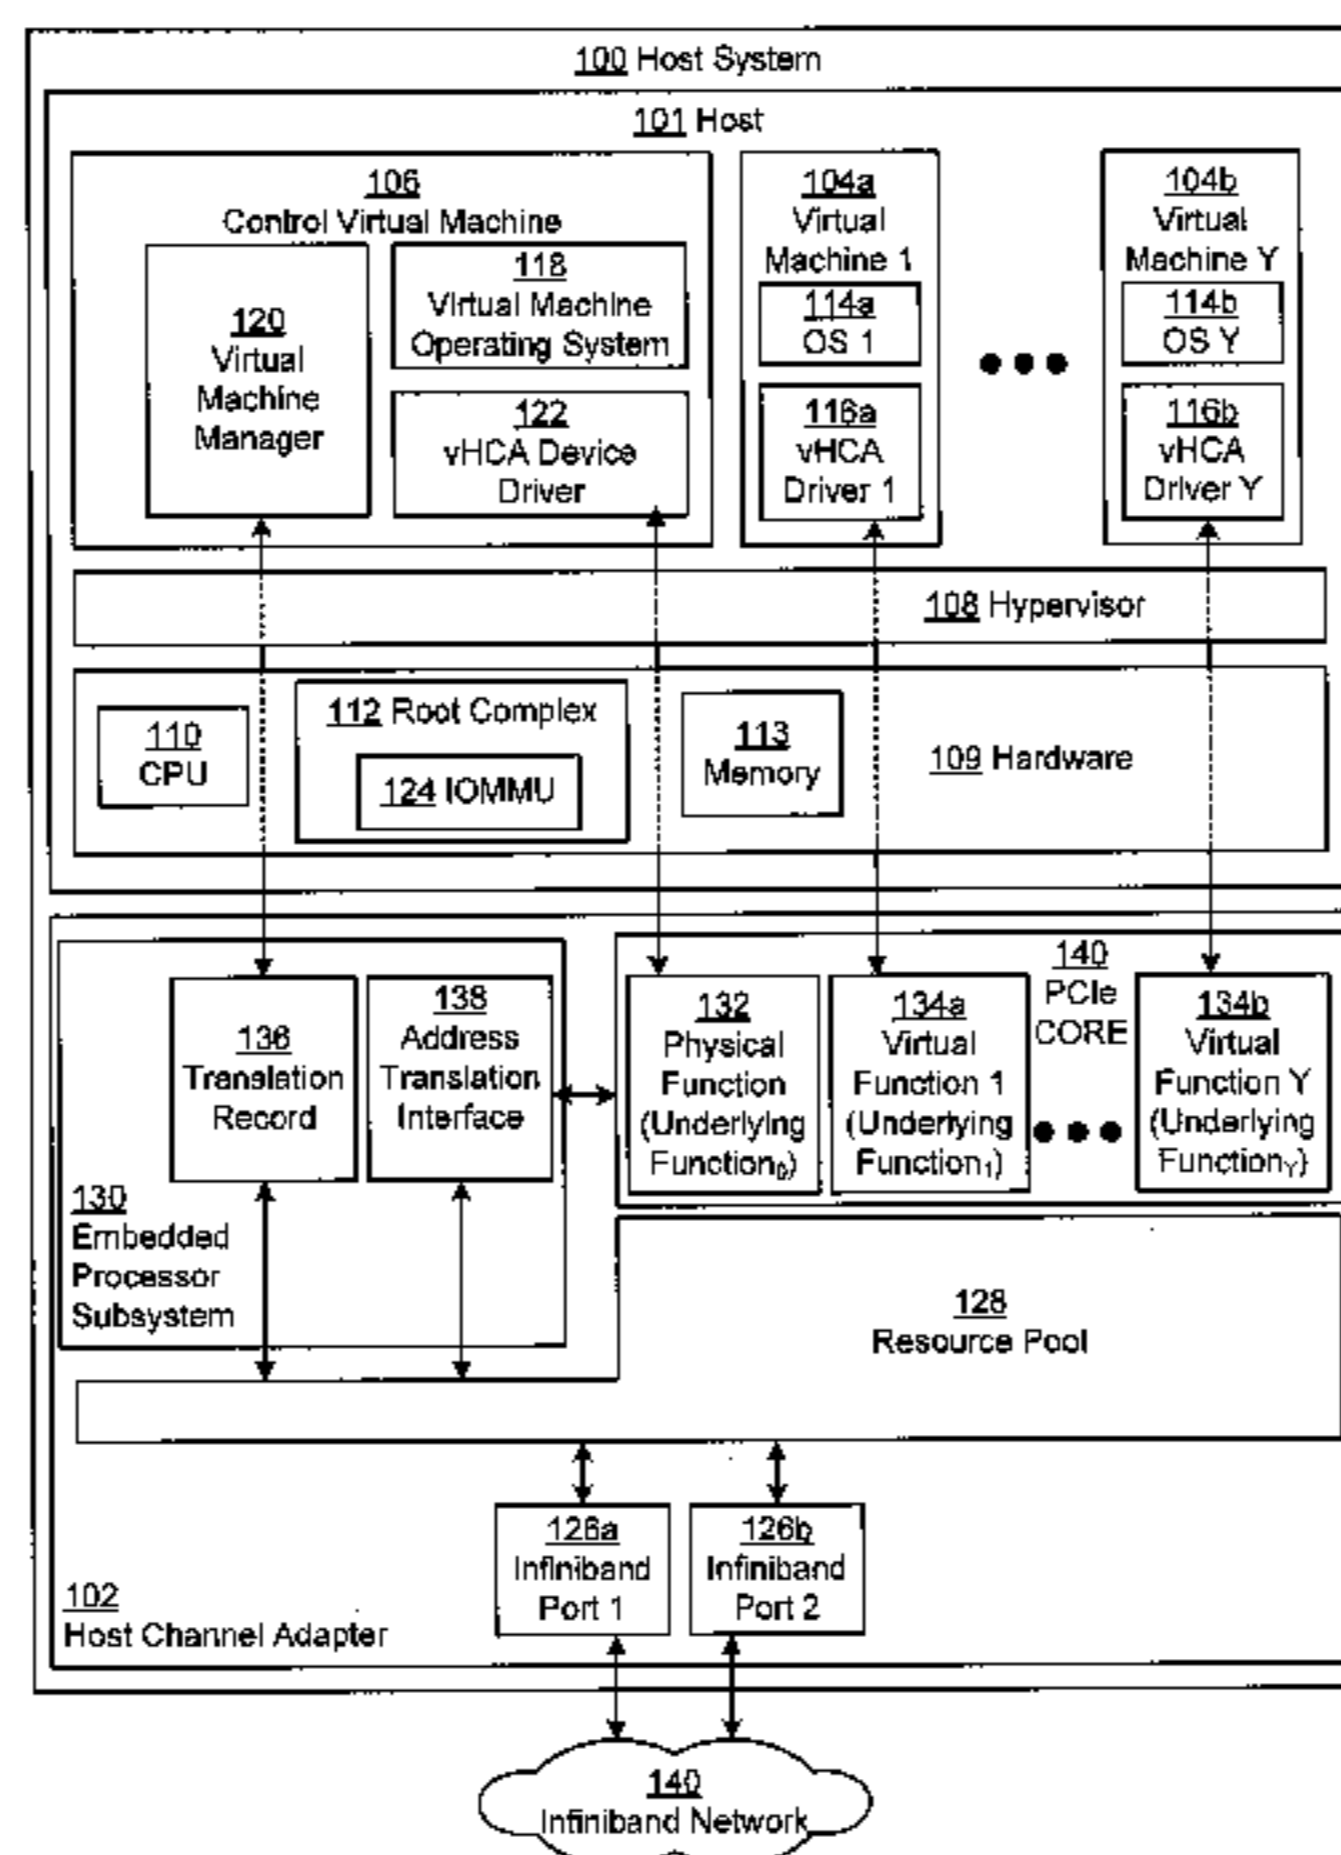 100 Host System
101 Host
106
Control Virtual Machine
120
Virtual
Machine
Manager
118
Virtual Machine
Operating System
122
vHCA Device
Driver
104a
Virtual
Machine 1
114a
OS 1
116a
vHCA
Driver 1
104b
Virtual
Machine Y
114b
OS Y
116b
vHCA
Driver Y
108 Hypervisor
110
CPU
112 Root Complex
124 IOMMU
113
Memory
109 Hardware
136
Translation
Record
138
Address
Translation
Interface
130
Embedded
Processor
Subsystem
132
Physical
Function
(Underlying
Function0)
134a
Virtual
Function 1
(Underlying
Function1)
140
PCIe
CORE
134b
Virtual
Function Y
(Underlying
FunctionY)
128
Resource Pool
126a
Infiniband
Port 1
126b
Infiniband
Port 2
102
Host Channel Adapter
140
Infiniband Network